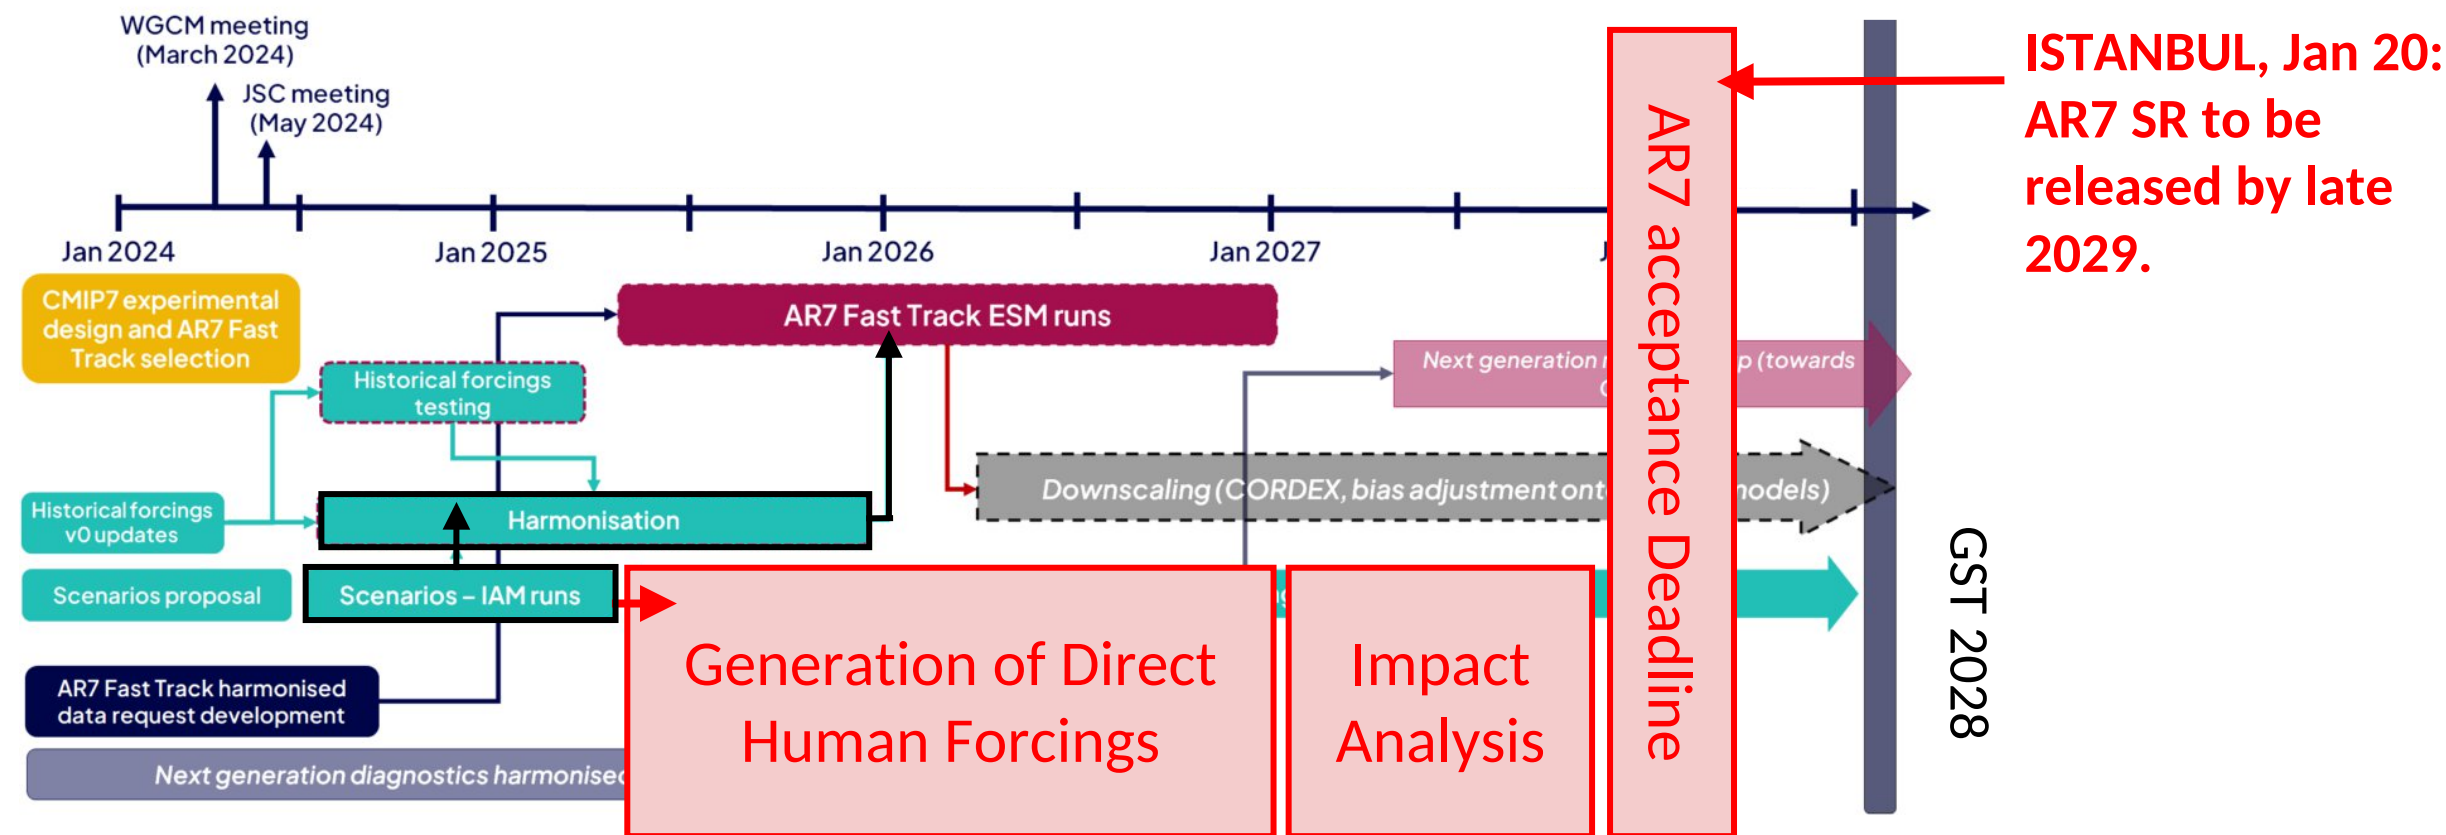 WGCM meeting
(March 2024)
JSC meeting
(May 2024)
Jan 2024
Jan 2025
Jan 2026
Jan 2027
ISTANBUL, Jan 20:
AR7 SR to be
released by late
2029.
CMIP7 experimental
design and AR7 Fast
Track selection
AR7 Fast Track ESM runs
Historical forcings
testing
Next generation
p (towards
Historical forcings
v0 updates
Harmonisation
Downscaling (CORDEX, bias adjustment
models)
Scenarios proposal
Scenarios – IAM runs
Generation of Direct
Human Forcings
Impact
Analysis
AR7 acceptance Deadline
GST 2028
AR7 Fast Track harmonised
data request development
Next generation diagnostics harmonised